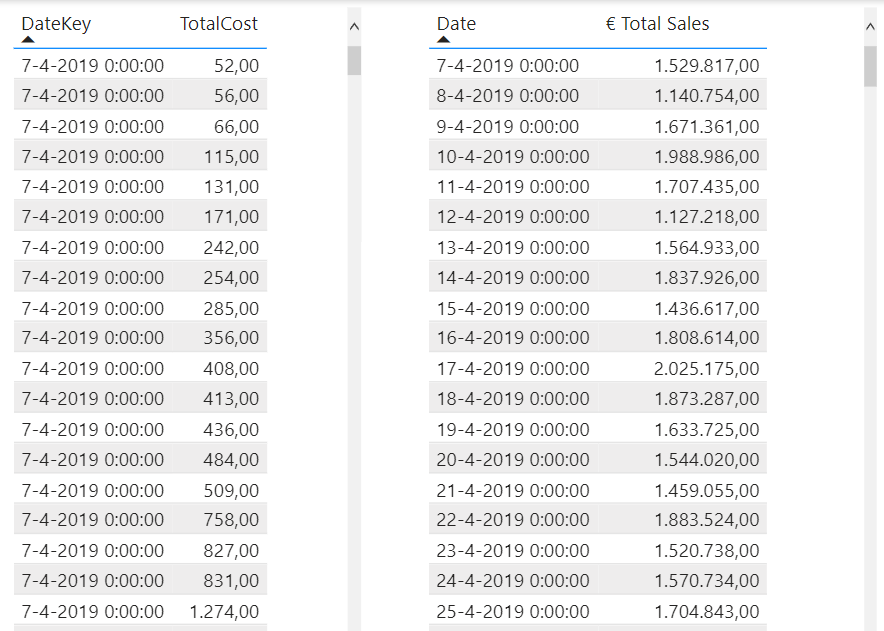 DateKey TotalCost
7-4-2019 0:00:00 52,00
7-4-2019 0:00:00 56,00
7-4-2019 0:00:00 66,00
7-4-2019 0:00:00 115,00
7-4-2019 0:00:00 131,00
7-4-2019 0:00:00 171,00
7-4-2019 0:00:00 242,00
7-4-2019 0:00:00 254,00
7-4-2019 0:00:00 285,00
7-4-2019 0:00:00 356,00
7-4-2019 0:00:00 408,00
7-4-2019 0:00:00 413,00
7-4-2019 0:00:00 436,00
7-4-2019 0:00:00 484,00
7-4-2019 0:00:00 509,00
7-4-2019 0:00:00 758,00
7-4-2019 0:00:00 827,00
7-4-2019 0:00:00 831,00
7-4-2019 0:00:00 1.274,00
Date € Total Sales
7-4-2019 0:00:00 1.529.817,00
8-4-2019 0:00:00 1.140.754,00
9-4-2019 0:00:00 1.671.361,00
10-4-2019 0:00:00 1.988.986,00
11-4-2019 0:00:00 1.707.435,00
12-4-2019 0:00:00 1.127.218,00
13-4-2019 0:00:00 1.564.933,00
14-4-2019 0:00:00 1.837.926,00
15-4-2019 0:00:00 1.436.617,00
16-4-2019 0:00:00 1.808.614,00
17-4-2019 0:00:00 2.025.175,00
18-4-2019 0:00:00 1.873.287,00
19-4-2019 0:00:00 1.633.725,00
20-4-2019 0:00:00 1.544.020,00
21-4-2019 0:00:00 1.459.055,00
22-4-2019 0:00:00 1.883.524,00
23-4-2019 0:00:00 1.520.738,00
24-4-2019 0:00:00 1.570.734,00
25-4-2019 0:00:00 1.704.843,00